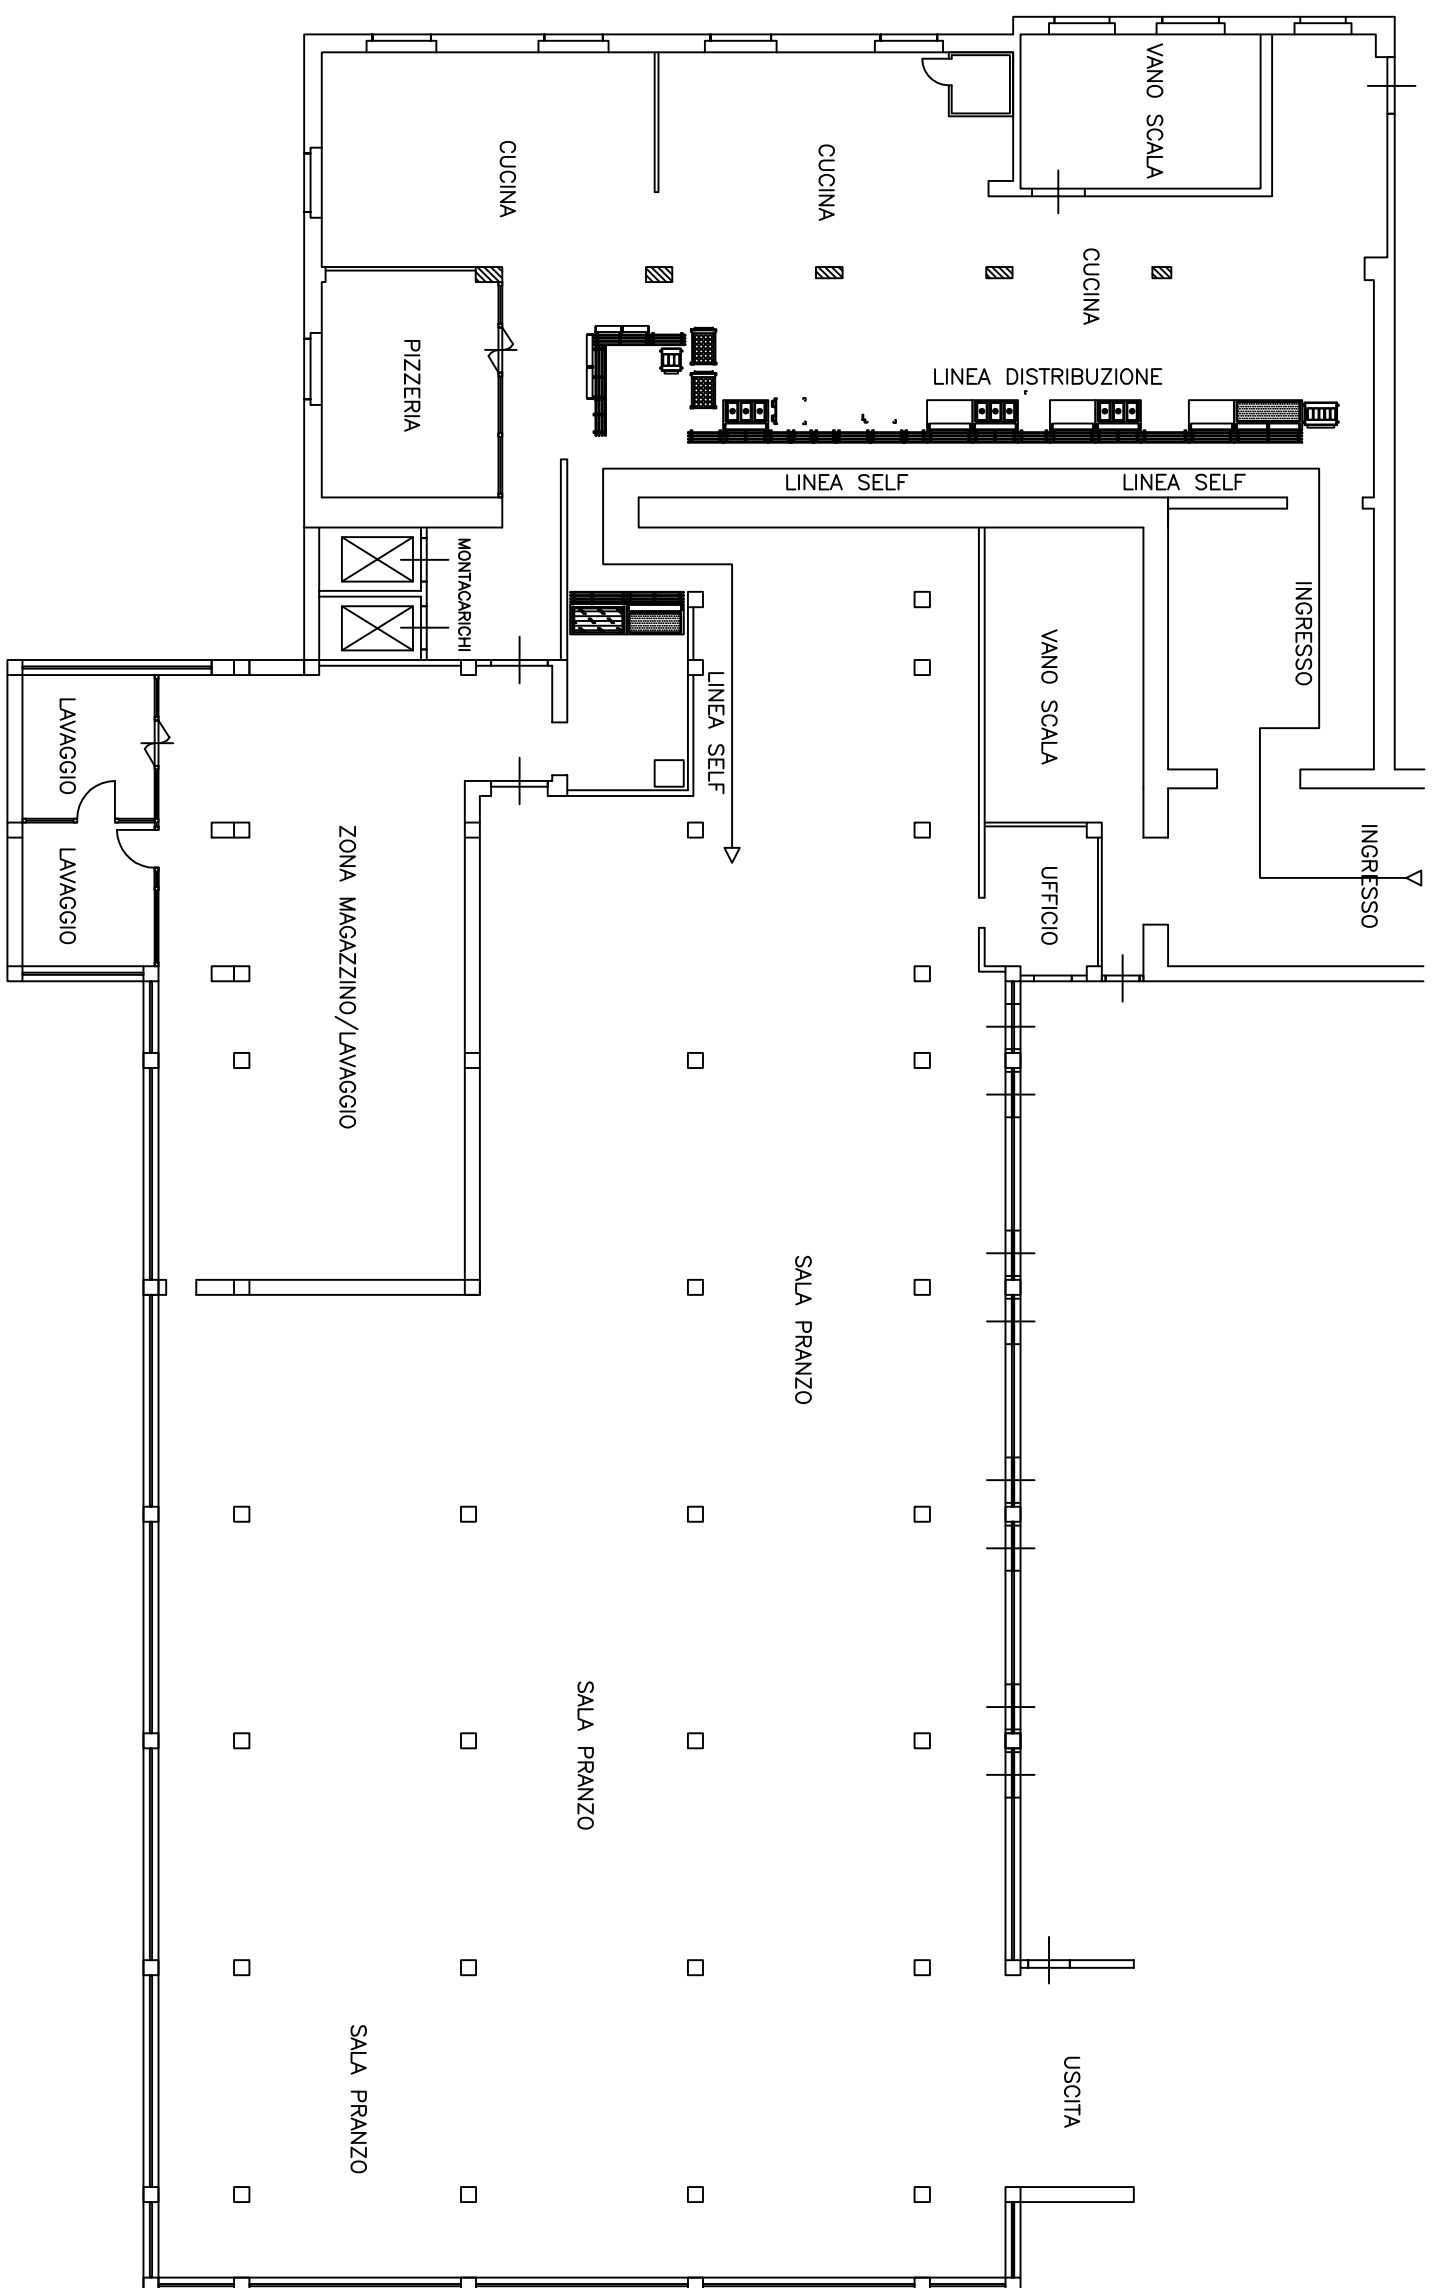 VANO SCALA
CUCINA
CUCINA
CUCINA
PIZZERIA
LINEA DISTRIBUZIONE
LINEA SELF
LINEA SELF
MONTACARICHI
INGRESSO
VANO SCALA
LINEA SELF
LAVAGGIO
INGRESSO
UFFICIO
LAVAGGIO
ZONA MAGAZZINO/LAVAGGIO
SALA PRANZO
SALA PRANZO
SALA PRANZO
USCITA